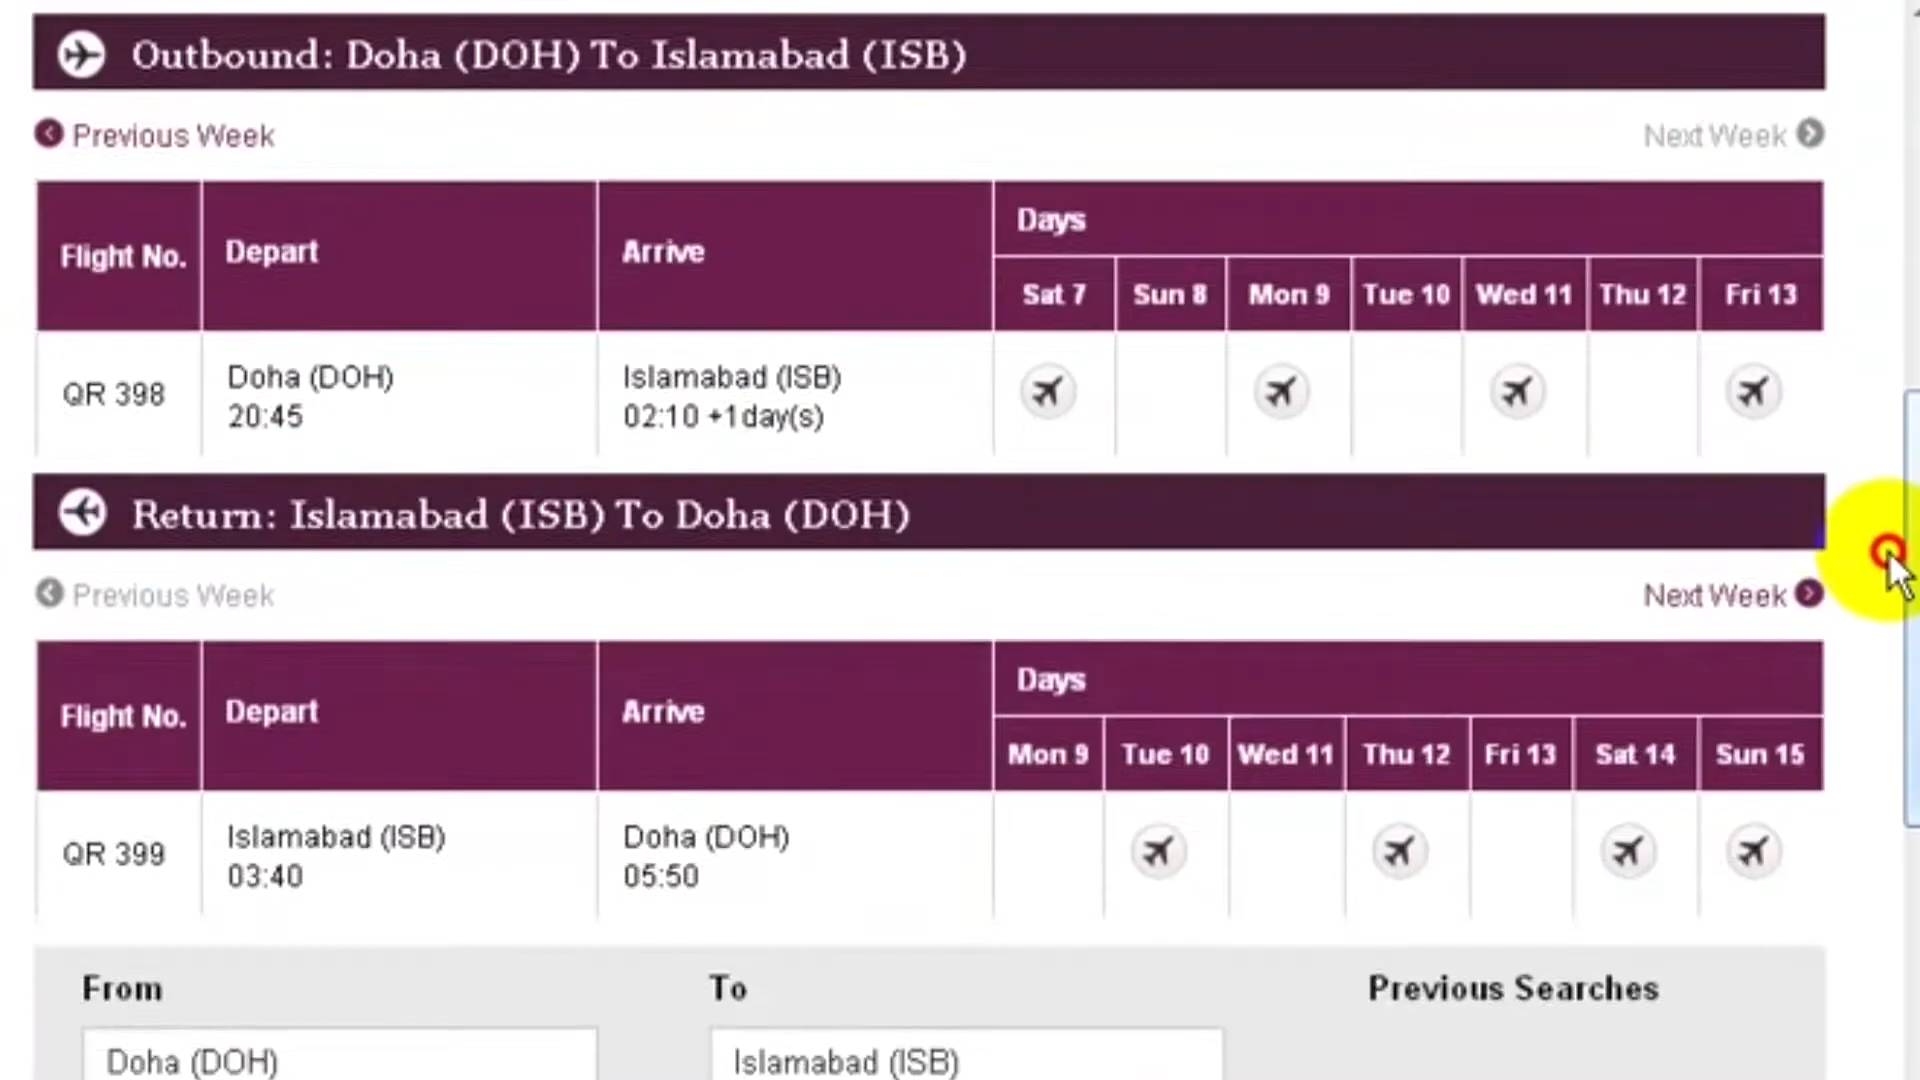 Outbound: Doha (DOH) To Islamabad (ISB)
Previous Week
Next Week
Flight No.
Depart
Arrive
Days
Sat 7
Sun 8
Mon 9
Tue 10
Wed 11
Thu 12
Fri 13
QR 398
Doha (DOH)
20:45
Islamabad (ISB)
02:10 +1day(s)
Return: Islamabad (ISB) To Doha (DOH)
Previous Week
Next Week
Flight No.
Depart
Arrive
Days
Mon 9
Tue 10
Wed 11
Thu 12
Fri 13
Sat 14
Sun 15
QR 399
Islamabad (ISB)
03:40
Doha (DOH)
05:50
From
To
Previous Searches
Doha (DOH)
Islamabad (ISB)